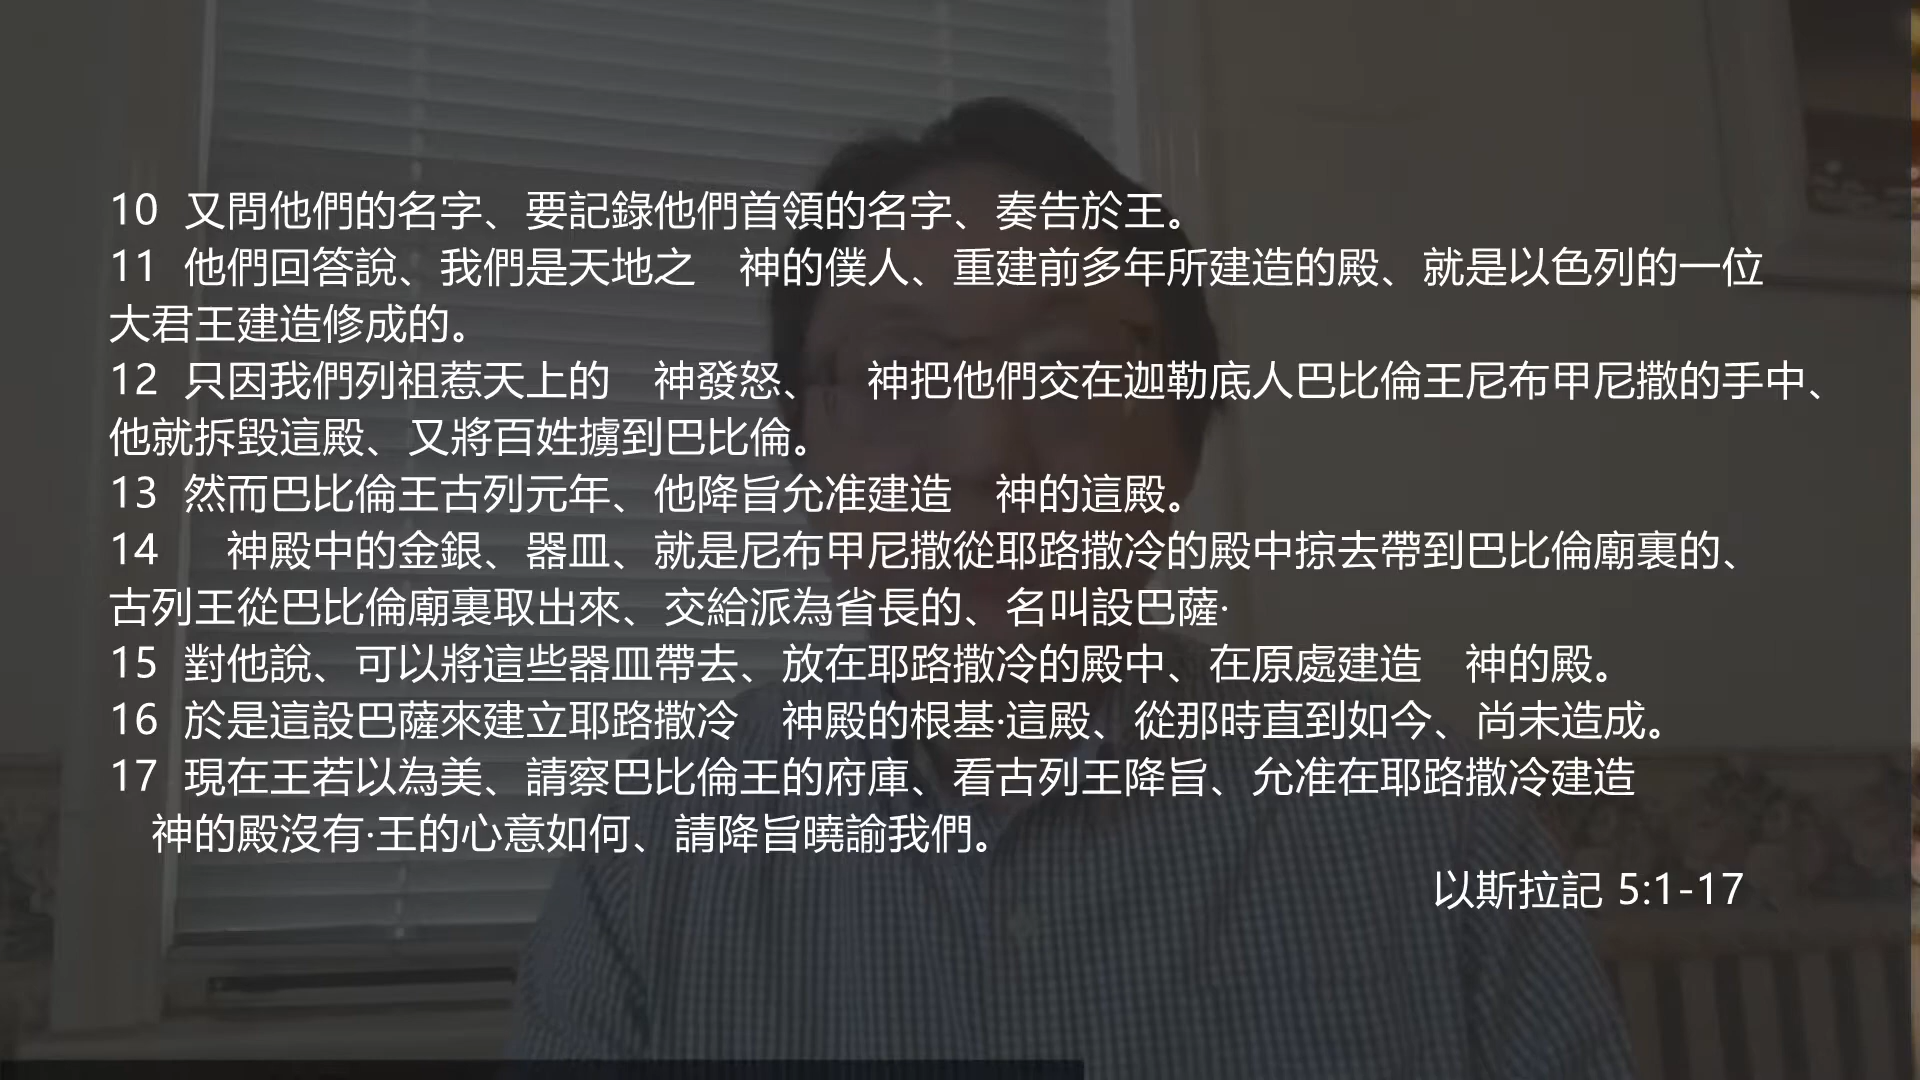 10 又問他們的名字、要記錄他們首領的名字、奏告於王。
11 他們回答說、我們是天地之　神的僕人、重建前多年所建造的殿、就是以色列的一位
大君王建造修成的。
12 只因我們列祖惹天上的　神發怒、　神把他們交在迦勒底人巴比倫王尼布甲尼撒的手中、
他就拆毀這殿、又將百姓擄到巴比倫。
13 然而巴比倫王古列元年、他降旨允准建造　神的這殿。
14 　神殿中的金銀、器皿、就是尼布甲尼撒從耶路撒冷的殿中掠去帶到巴比倫廟裏的、
古列王從巴比倫廟裏取出來、交給派為省長的、名叫設巴薩·
15 對他說、可以將這些器皿帶去、放在耶路撒冷的殿中、在原處建造　神的殿。
16 於是這設巴薩來建立耶路撒冷　神殿的根基·這殿、從那時直到如今、尚未造成。
17 現在王若以為美、請察巴比倫王的府庫、看古列王降旨、允准在耶路撒冷建造
　神的殿沒有·王的心意如何、請降旨曉諭我們。
以斯拉記 5:1-17